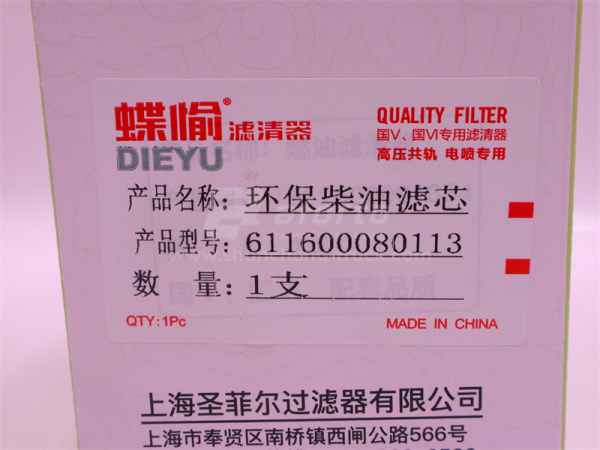 蝶愉® 滤清器
DIEYU
QUALITY FILTER
国V、国VI专用滤清器
高压共轨 电喷专用
产品名称：环保柴油滤芯
产品型号：611600080113
数 量：1支
QTY：1Pc
MADE IN CHINA
上海圣菲尔过滤器有限公司
上海市奉贤区南桥镇西闸公路566号